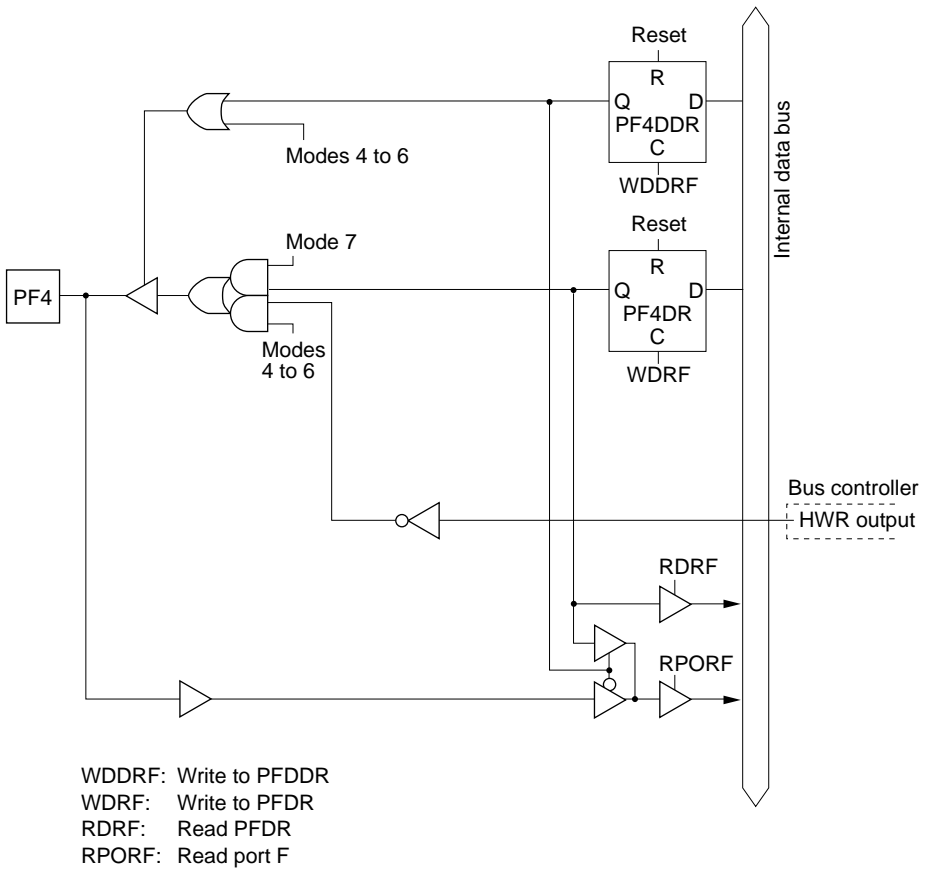 Reset
R
Q D
PF4DDR
C
WDDRF
Modes 4 to 6
Internal data bus
Reset
Mode 7
R
PF4
Q D
PF4DR
C
WDRF
Modes
4 to 6
Bus controller
HWR output
RDRF
RPORF
WDDRF: Write to PFDDR
WDRF: Write to PFDR
RDRF: Read PFDR
RPORF: Read port F